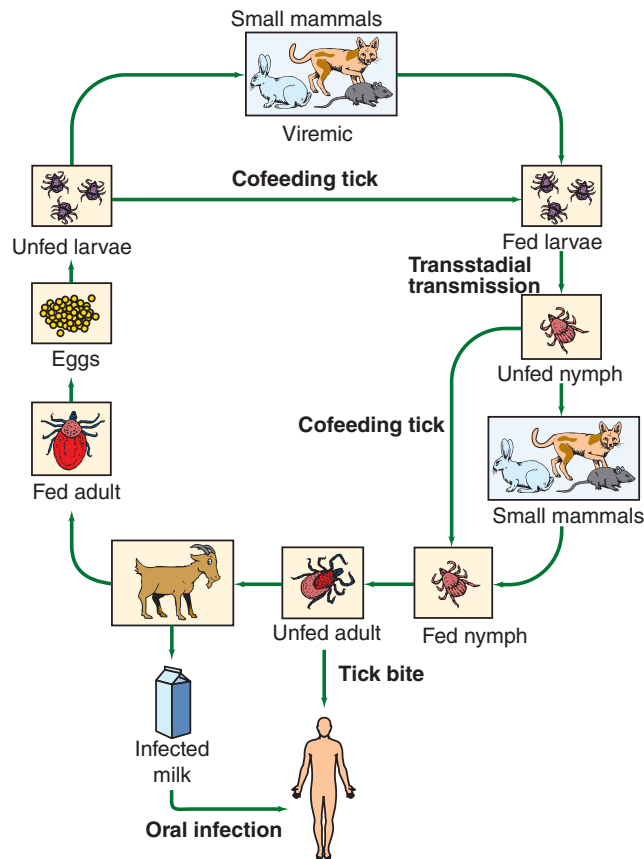 Small mammals
Viremic
Cofeeding tick
Unfed larvae
Fed larvae
Transstadial
transmission
Eggs
Unfed nymph
Cofeeding tick
Fed adult
Small mammals
Unfed adult
Fed nymph
Tick bite
Infected
milk
Oral infection